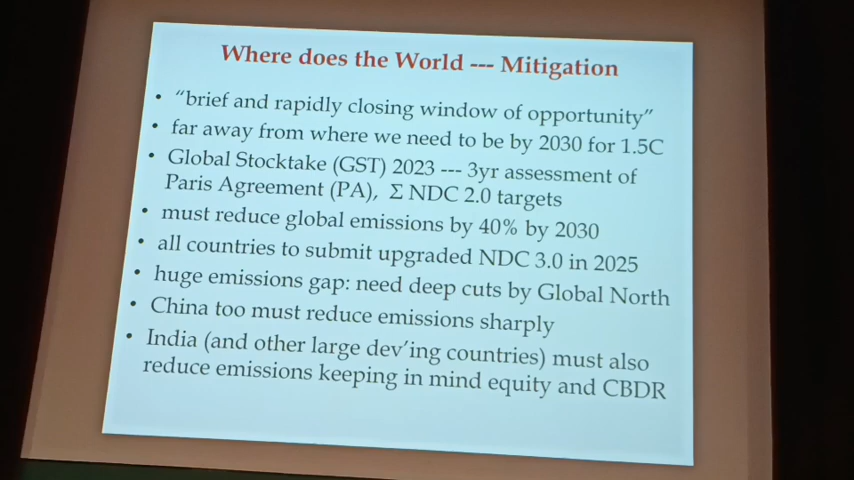 Where does the World --- Mitigation
• “brief and rapidly closing window of opportunity”
• far away from where we need to be by 2030 for 1.5C
• Global Stocktake (GST) 2023 --- 3yr assessment of
Paris Agreement (PA), Σ NDC 2.0 targets
• must reduce global emissions by 40% by 2030
• all countries to submit upgraded NDC 3.0 in 2025
• huge emissions gap: need deep cuts by Global North
• China too must reduce emissions sharply
• India (and other large dev’ing countries) must also
reduce emissions keeping in mind equity and CBDR